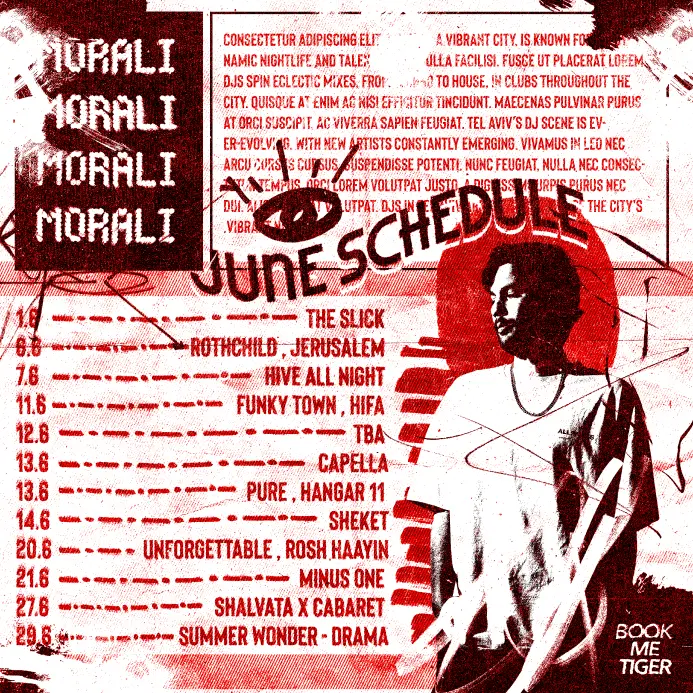 MORALI
MORALI
MORALI
MORALI
CONSECTETUR ADIPISCING A VIBRANT CITY, IS KNOWN
NAMIC NIGHTLIFE AND NULLA FACILISI. FUSCE UT PLACERAT LOREM
DJS SPIN ECLECTIC MIXES, TO HOUSE, IN CLUBS THROUGHOUT THE
CITY. QUISQUE AT ENIM AC NISI EFFICITUR TINCIDUNT. MAECENAS PULVINAR PURUS
AT ORCI SUSCIPIT, AC VIVERRA SAPIEN FEUGIAT. TEL AVIV'S DJ SCENE IS EV-
ER-EVOLVING, WITH NEW ARTISTS CONSTANTLY EMERGING. VIVAMUS IN LEO NEC
ARCU CURSUS CURSUS. SUSPENDISSE POTENTI. NUNC FEUGIAT, NULLA NEC CONSEC-
TEMPUS, ORCI LOREM VOLUTPAT JUSTO, PURUS NEC
DUI. VOLUTPAT. DJS IN THE CITY'S
JUNE SCHEDULE
1.6 THE SLICK
6.6 ROTHCHILD , JERUSALEM
7.6 HIVE ALL NIGHT
11.6 FUNKY TOWN , HIFA
12.6 TBA
13.6 CAPELLA
13.6 PURE , HANGAR 11
14.6 SHEKET
20.6 UNFORGETTABLE , ROSH HAAYIN
21.6 MINUS ONE
27.6 SHALVATA X CABARET
29.6 SUMMER WONDER - DRAMA
BOOK
ME
TIGER